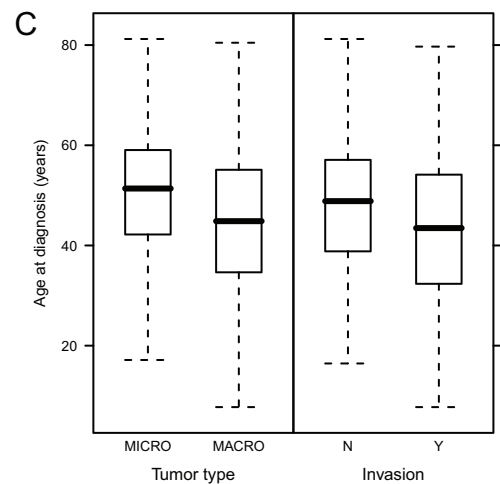 C
Age at diagnosis (years)
80
60
40
20
MICRO MACRO N Y
Tumor type Invasion